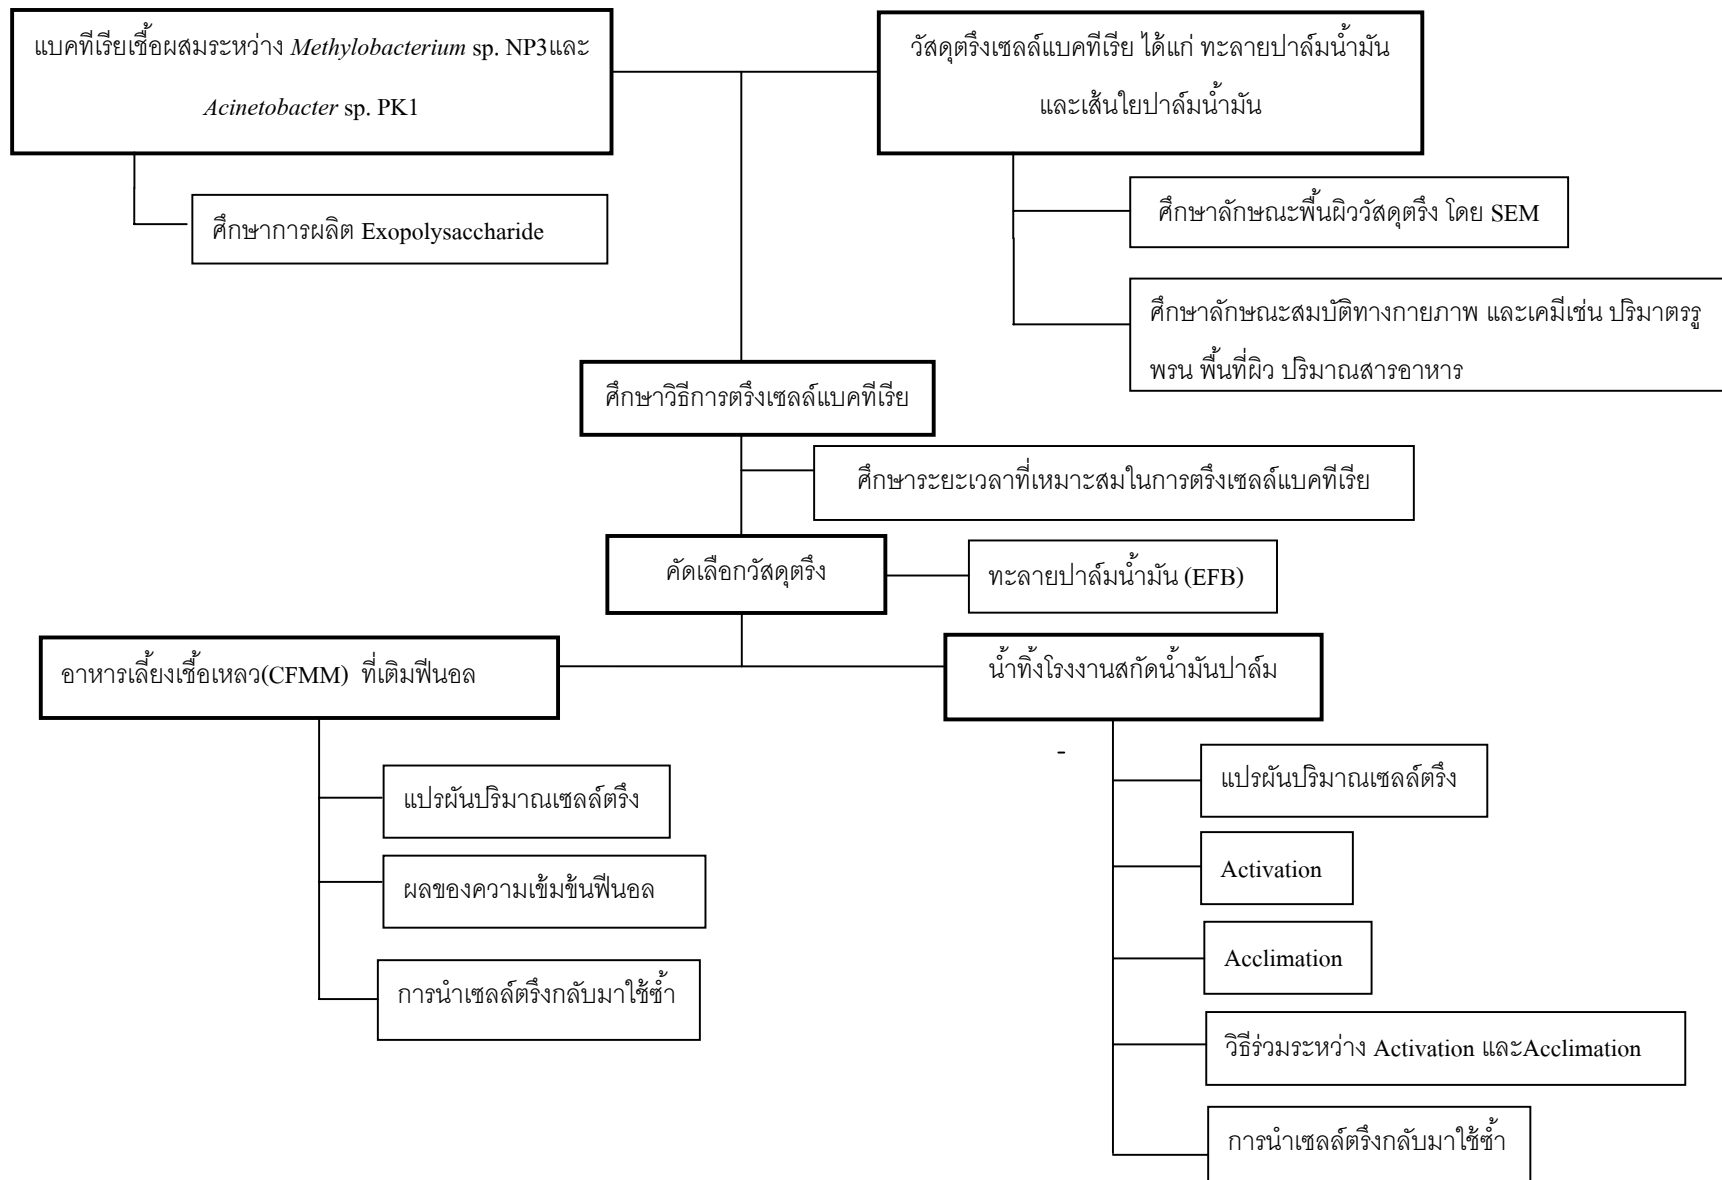 แบคทีเรียเชื้อผสมระหว่าง Methylobacterium sp. NP3และ
Acinetobacter sp. PK1
วัสดุตรึงเซลล์แบคทีเรีย ได้แก่ ทะลายปาล์มน้ำมัน
และเส้นใยปาล์มน้ำมัน
ศึกษาการผลิต Exopolysaccharide
ศึกษาลักษณะพื้นผิววัสดุตรึง โดย SEM
ศึกษาลักษณะสมบัติทางกายภาพ และเคมีเช่น ปริมาตรรู
พรน พื้นที่ผิว ปริมาณสารอาหาร
ศึกษาวิธีการตรึงเซลล์แบคทีเรีย
ศึกษาระยะเวลาที่เหมาะสมในการตรึงเซลล์แบคทีเรีย
คัดเลือกวัสดุตรึง
ทะลายปาล์มน้ำมัน (EFB)
อาหารเลี้ยงเชื้อเหลว(CFMM) ที่เติมฟีนอล
น้ำทิ้งโรงงานสกัดน้ำมันปาล์ม
-
แปรผันปริมาณเซลล์ตรึง
ผลของความเข้มข้นฟีนอล
การนำเซลล์ตรึงกลับมาใช้ซ้ำ
แปรผันปริมาณเซลล์ตรึง
Activation
Acclimation
วิธีร่วมระหว่าง Activation และAcclimation
การนำเซลล์ตรึงกลับมาใช้ซ้ำ